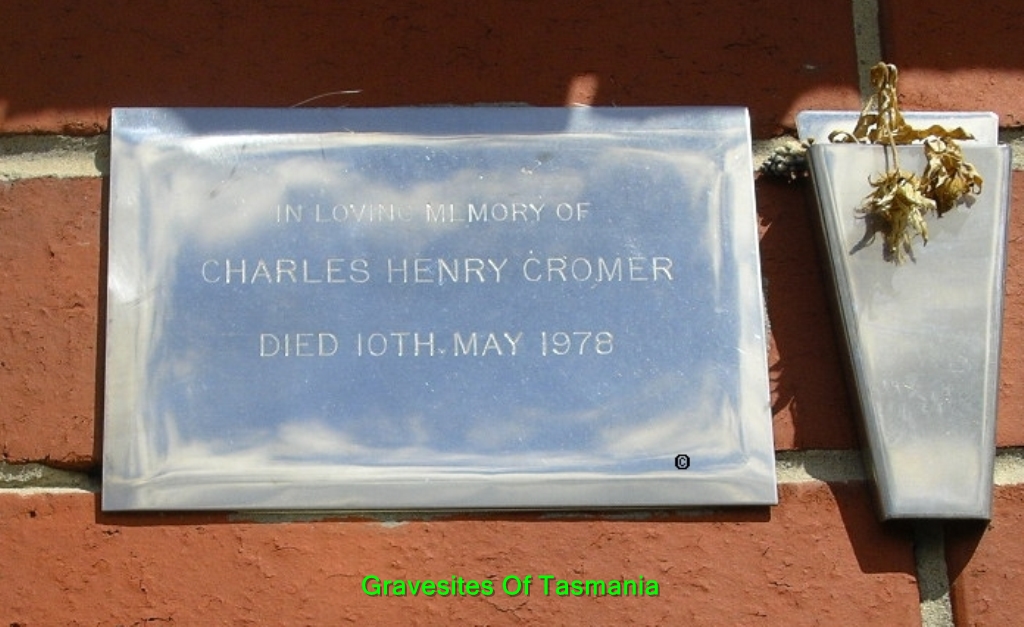 IN LOVING MEMORY OF
CHARLES HENRY CROMER
DIED 10TH MAY 1978
©
Gravesites Of Tasmania